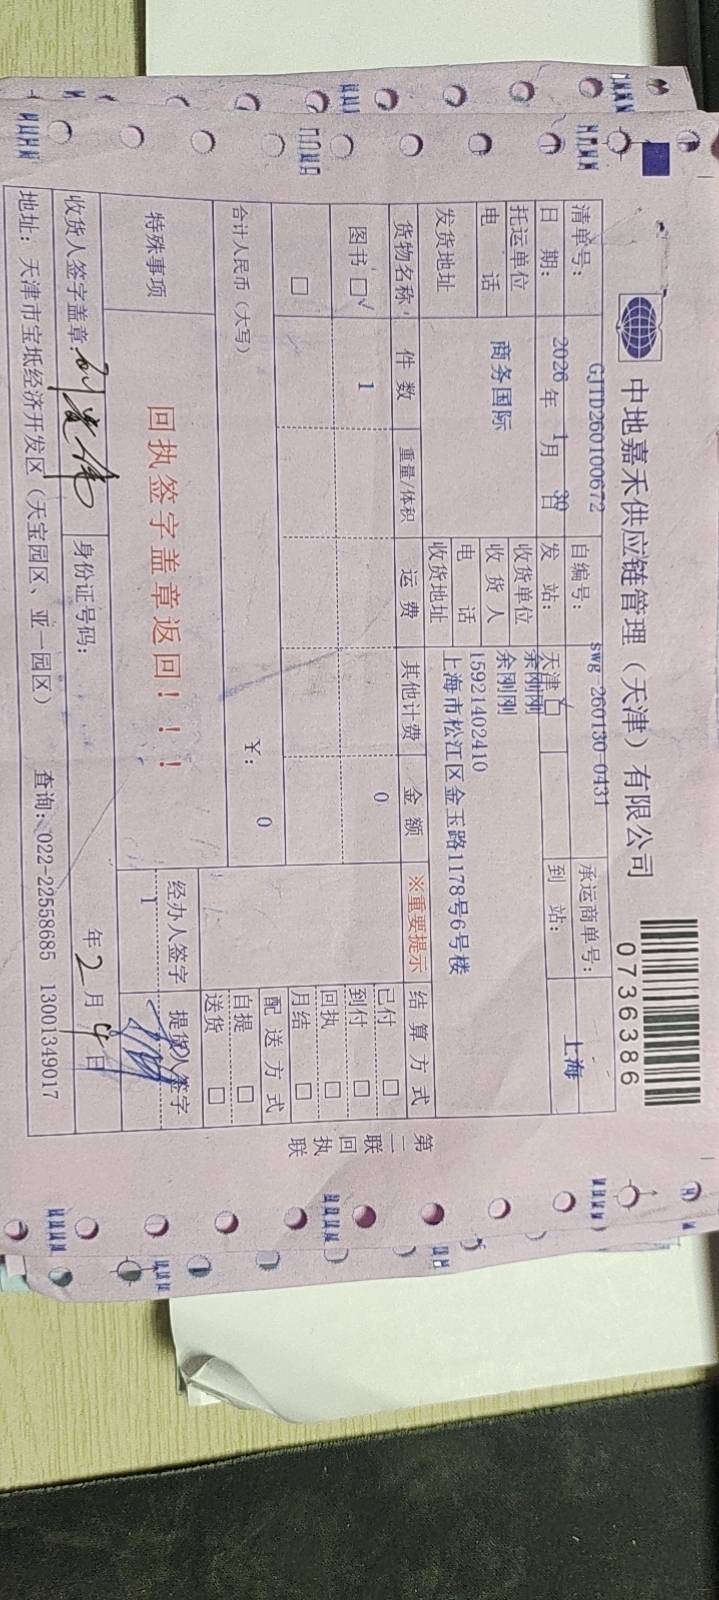 中地嘉禾供应链管理（天津）有限公司
0736386
清单号： GJTD260100672 自编号： swg-260130-0431 承运商单号：
日 期： 2026 年 1 月 30 日 发 站： 天津 到 站： 上海
托运单位 商务国际 收货单位 余刚刚
电 话 收 货 人 余刚刚
发货地址 电 话 15921402410
收货地址 上海市松江区金玉路1178号6号楼
货物名称 件 数 重量/体积 运 费 其他计费 金 额 ※重要提示 结 算 方 式
图书 □√ 1 0 已付 □
到付 □
□ 回执 □
月结 □
合计人民币（大写） ¥： 0 配 送 方 式
自提 □
送货 □
特殊事项 回执签字盖章返回！！！ 经办人签字 提货人签字
1
收货人签字盖章： 身份证号码： 年 2 月 4 日
地址：天津市宝坻经济开发区（天宝园区、亚一园区） 查询：022-22558685 13001349017
第二联 回执联